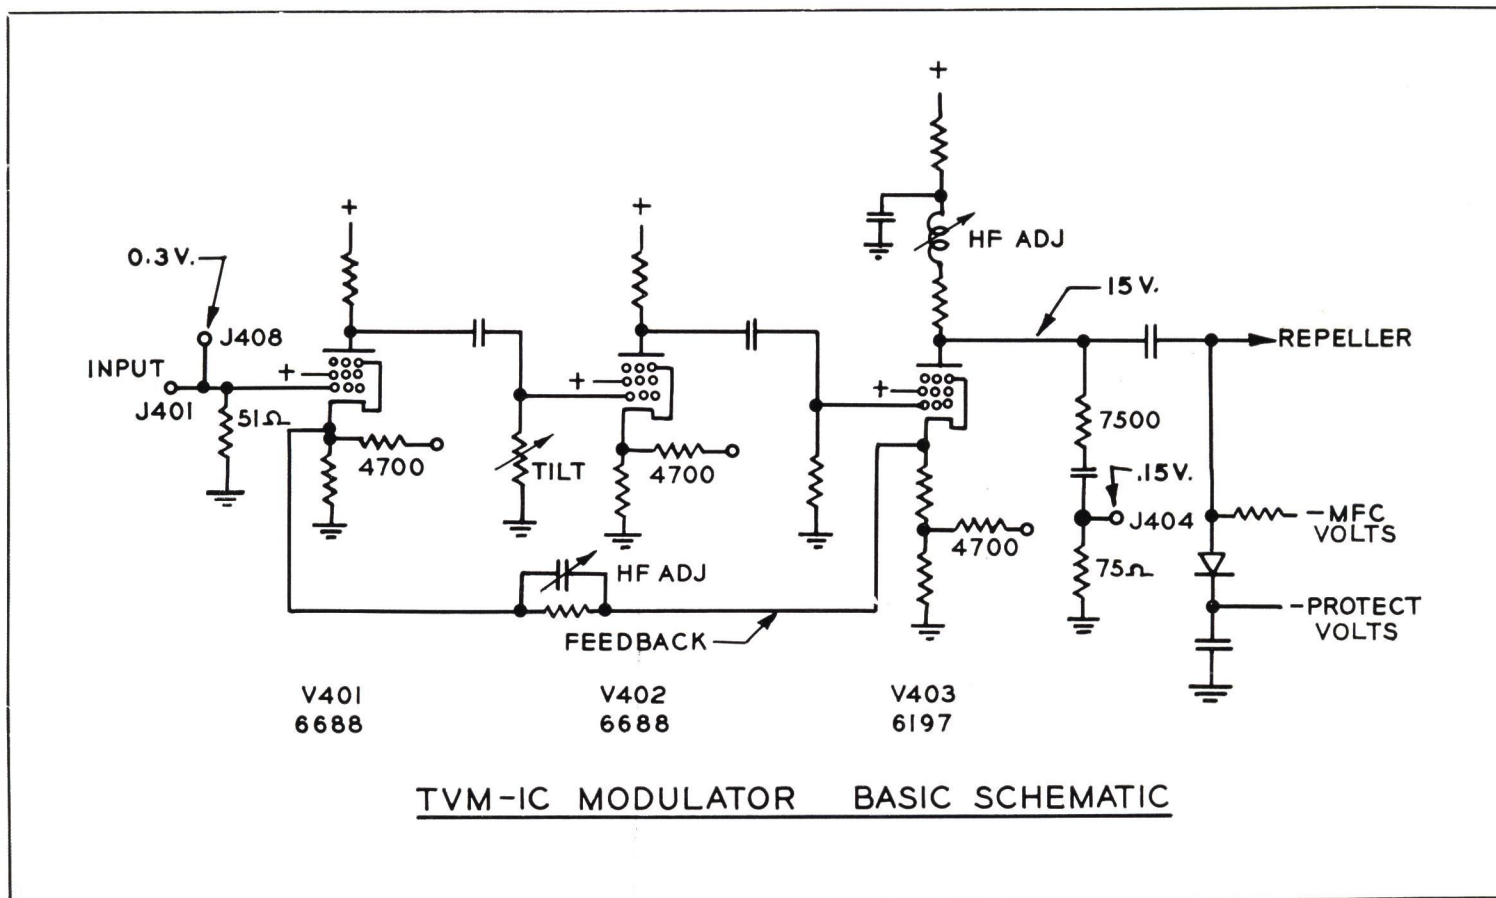 +
+
+
HF ADJ
0.3 V.
15 V.
J408
INPUT
J401
+
+
+
REPELLER
51Ω
4700
TILT
4700
7500
.15V.
J404
4700
75Ω
-MFC
VOLTS
HF ADJ
FEEDBACK
-PROTECT
VOLTS
V401
6688
V402
6688
V403
6197
TVM-IC MODULATOR BASIC SCHEMATIC